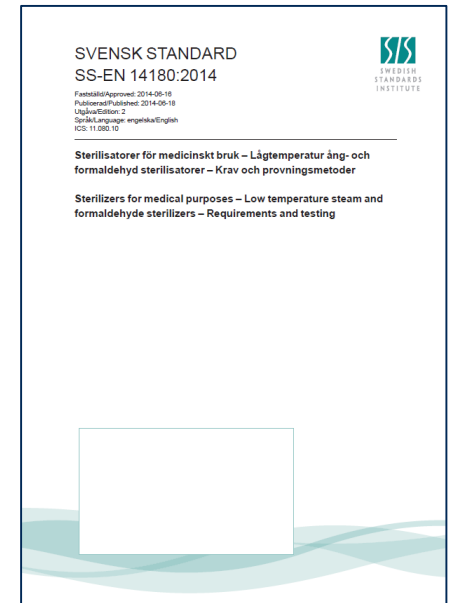 SVENSK STANDARD
SS-EN 14180:2014
Fastställd/Approved: 2014-06-16
Publicerad/Published: 2014-06-18
Utgåva/Edition: 2
Språk/Language: engelska/English
ICS: 11.080.10
SIS
SWEDISH
STANDARDS
INSTITUTE
Sterilisatorer för medicinskt bruk – Lågtemperatur ång- och
formaldehyd sterilisatorer – Krav och provningsmetoder
Sterilizers for medical purposes – Low temperature steam and
formaldehyde sterilizers – Requirements and testing